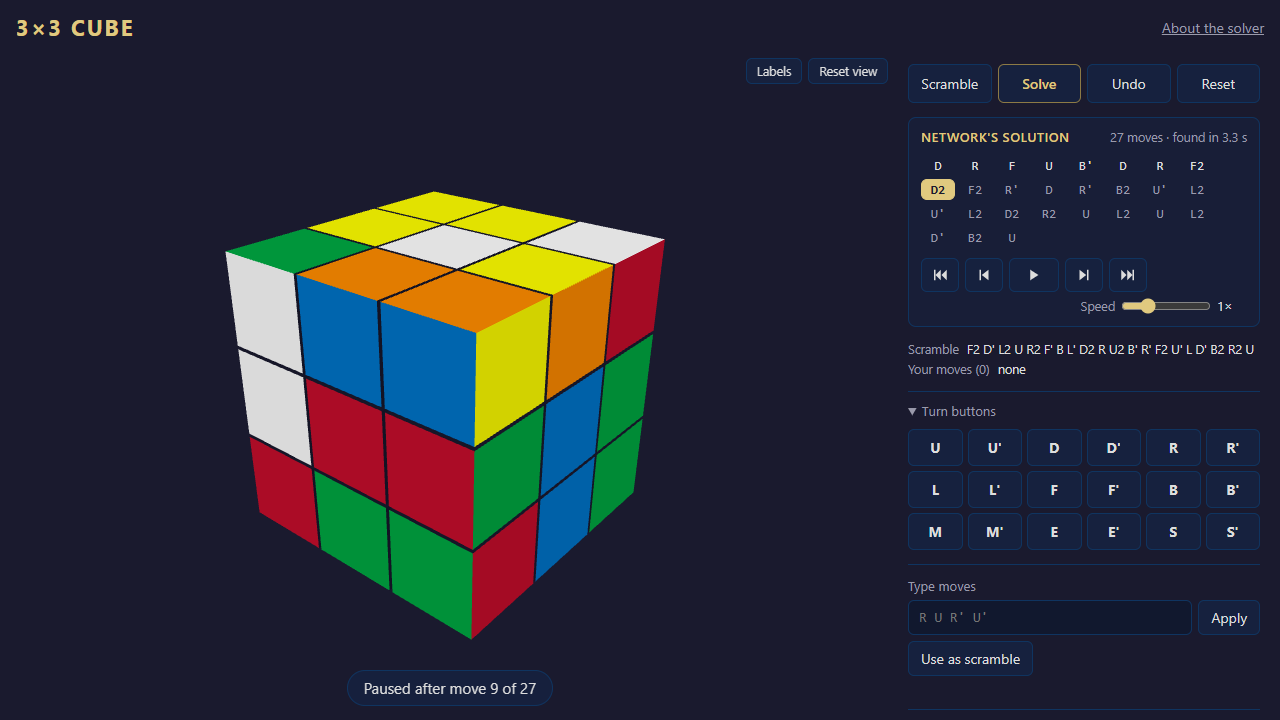 3×3 CUBE
About the solver
Labels Reset view
Scramble Solve Undo Reset
NETWORK'S SOLUTION 27 moves · found in 3.3 s
D R F U B' D R F2
D2 F2 R' D R' B2 U' L2
U' L2 D2 R2 U L2 U L2
D' B2 U
Speed 1×
Scramble F2 D' L2 U R2 F' B L' D2 R U2 B' R' F2 U' L D' B2 R2 U
Your moves (0) none
▼ Turn buttons
U U' D D' R R'
L L' F F' B B'
M M' E E' S S'
Type moves
R U R' U' Apply
Use as scramble
Paused after move 9 of 27